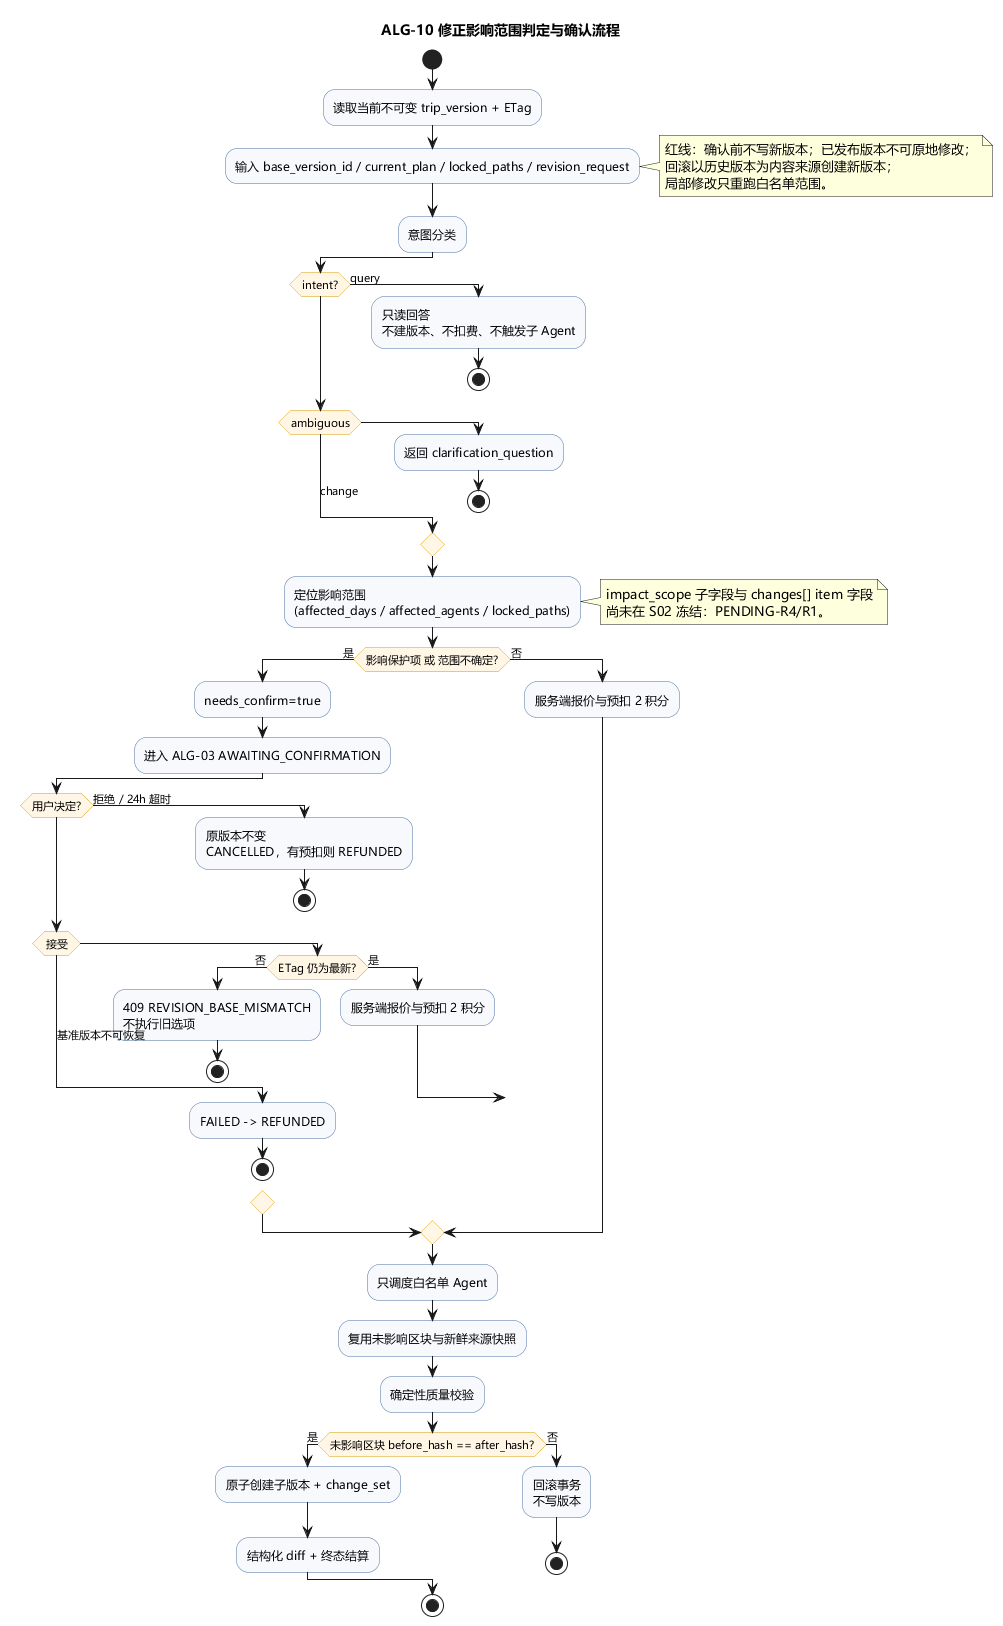 ALG-10 修正影响范围判定与确认流程
读取当前不可变 trip_version + ETag
输入 base_version_id / current_plan / locked_paths / revision_request
红线：确认前不写新版本；已发布版本不可原地修改；
回滚以历史版本为内容来源创建新版本；
局部修改只重跑白名单范围。
意图分类
intent?
query
只读回答
不建版本、不扣费、不触发子 Agent
ambiguous
返回 clarification_question
change
定位影响范围
(affected_days / affected_agents / locked_paths)
impact_scope 子字段与 changes[] item 字段
尚未在 S02 冻结：PENDING-R4/R1。
是
影响保护项 或 范围不确定?
否
needs_confirm=true
服务端报价与预扣 2 积分
进入 ALG-03 AWAITING_CONFIRMATION
用户决定?
拒绝 / 24h 超时
原版本不变
CANCELLED，有预扣则 REFUNDED
接受
否
ETag 仍为最新?
是
409 REVISION_BASE_MISMATCH
不执行旧选项
服务端报价与预扣 2 积分
基准版本不可恢复
FAILED -> REFUNDED
只调度白名单 Agent
复用未影响区块与新鲜来源快照
确定性质量校验
是
未影响区块 before_hash == after_hash?
否
原子创建子版本 + change_set
回滚事务
不写版本
结构化 diff + 终态结算